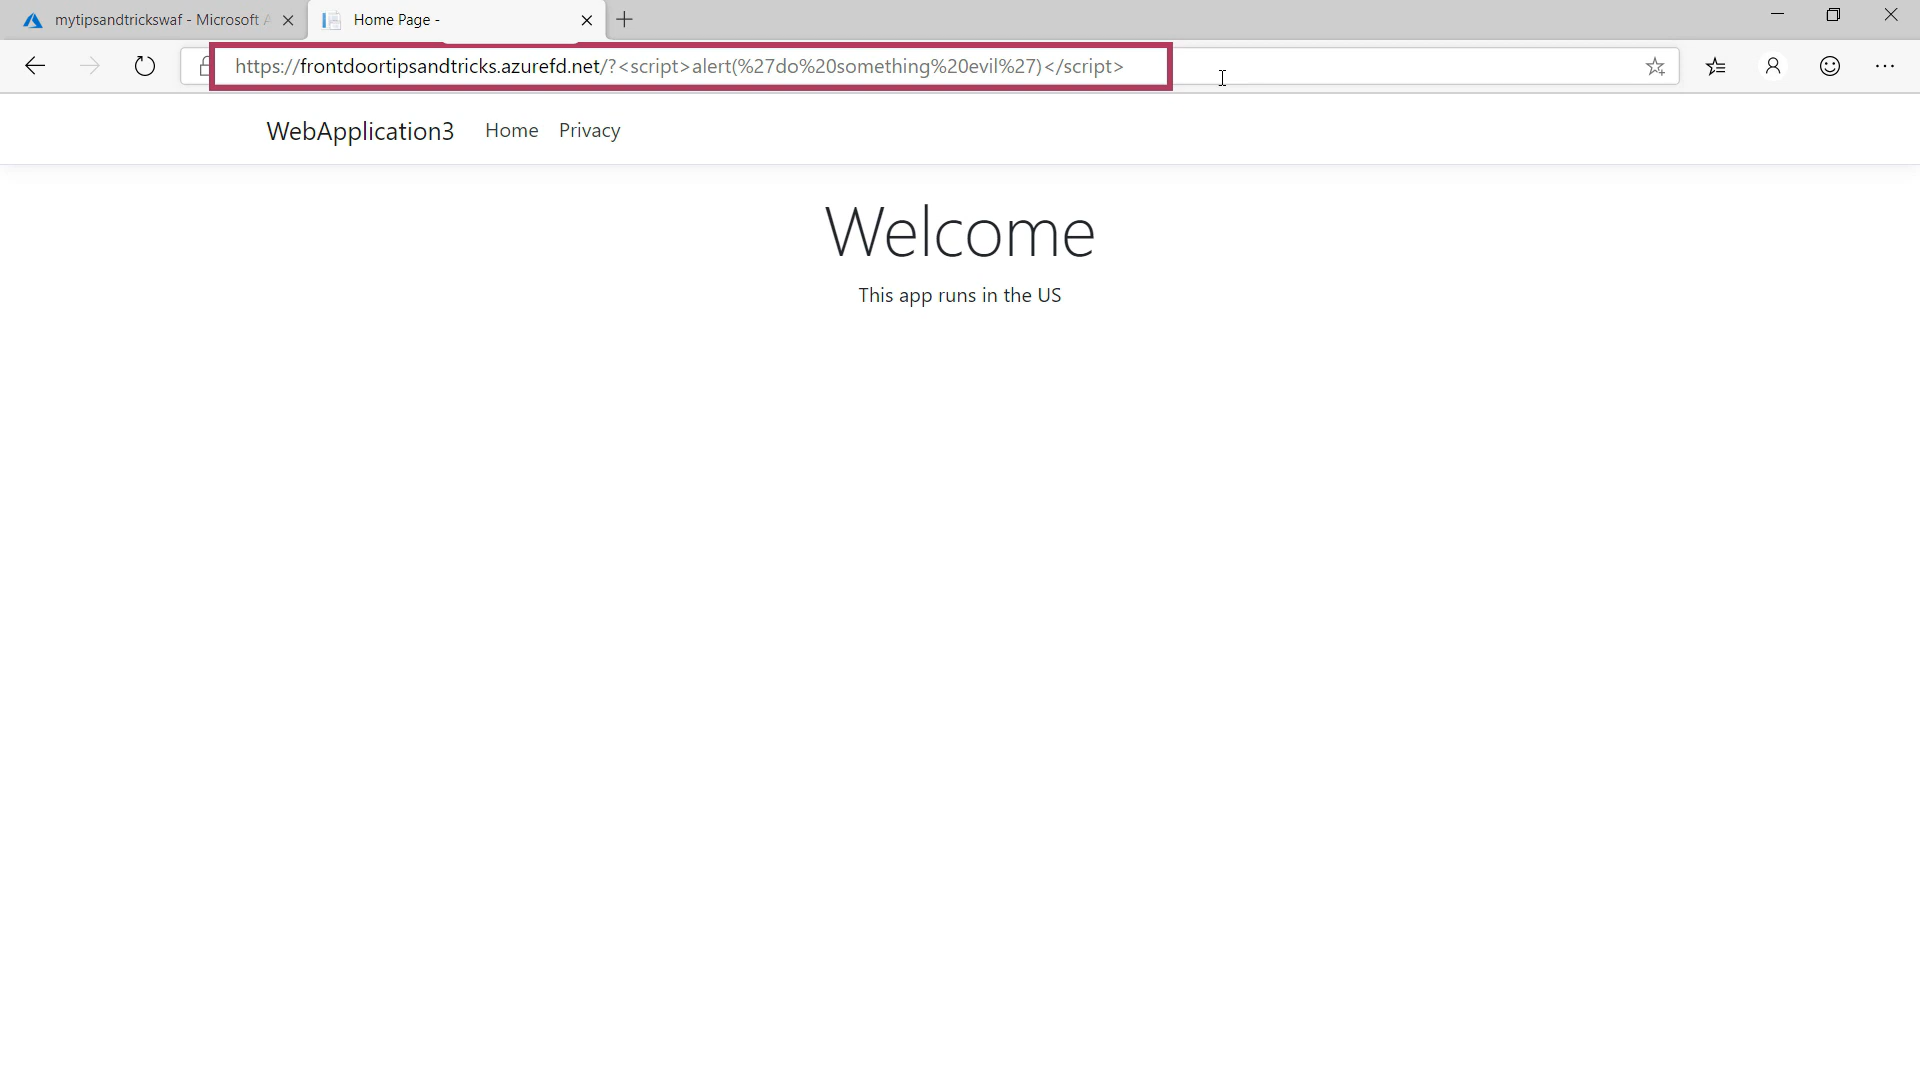 mytipsandtrickswaf - Microsoft A
Home Page -
https://frontdoortipsandtricks.azurefd.net/?<script>alert(%27do%20something%20evil%27)</script>
WebApplication3 Home Privacy
Welcome
This app runs in the US